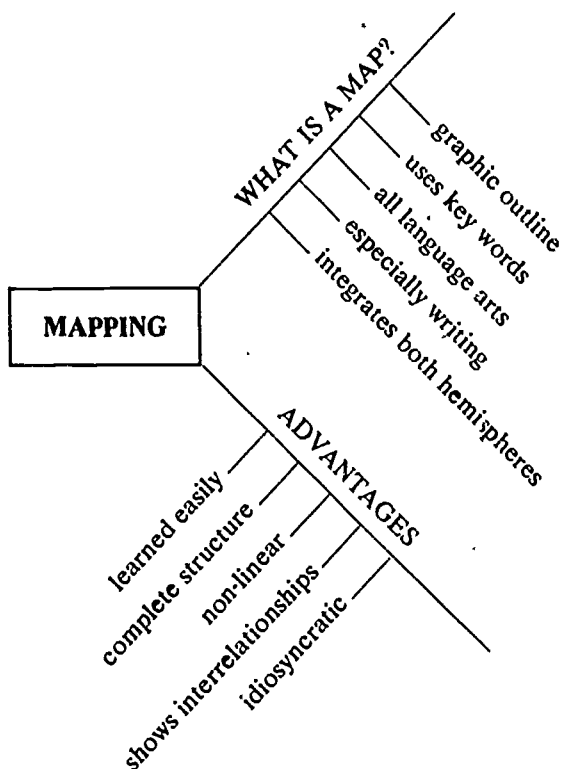 MAPPING
WHAT IS A MAP?
graphic outline
uses key words
all language arts
especially writing
integrates both hemispheres
ADVANTAGES
learned easily
complete structure
non-linear
shows interrelationships
idiosyncratic